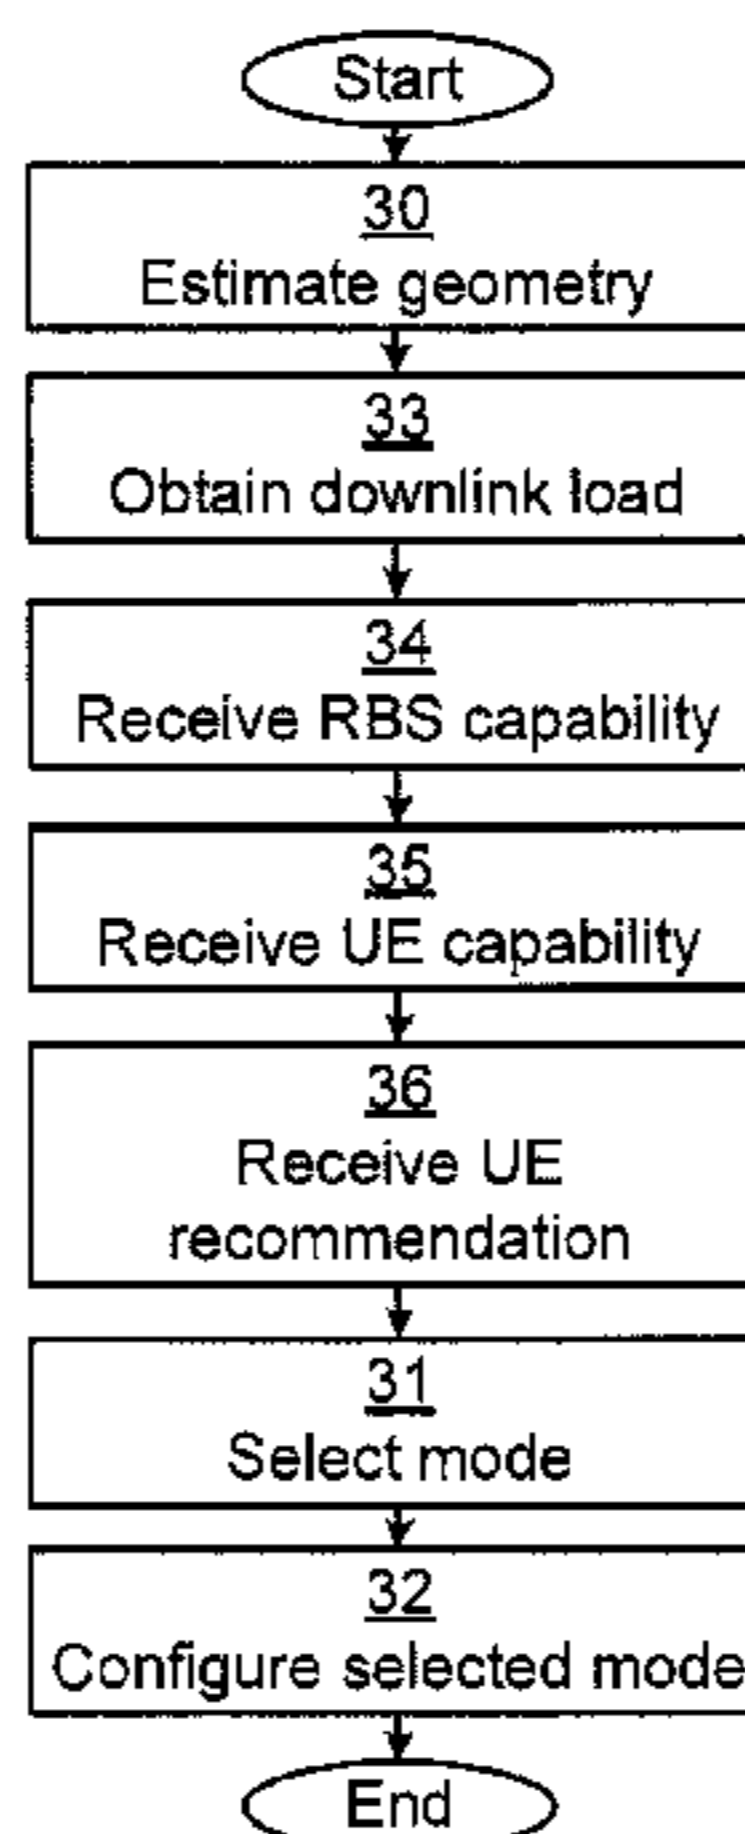 Start
30
Estimate geometry
33
Obtain downlink load
34
Receive RBS capability
35
Receive UE capability
36
Receive UE
recommendation
31
Select mode
32
Configure selected mode
End